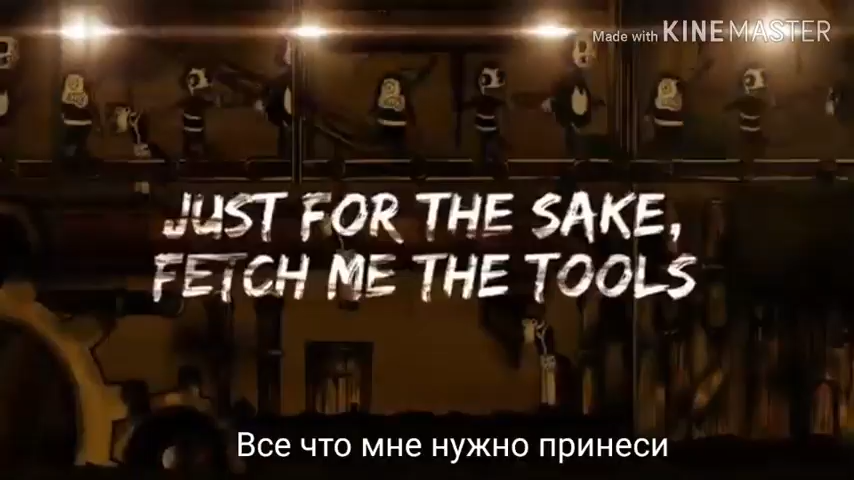 Made with KINEMASTER
JUST FOR THE SAKE,
FETCH ME THE TOOLS
Все что мне нужно принеси